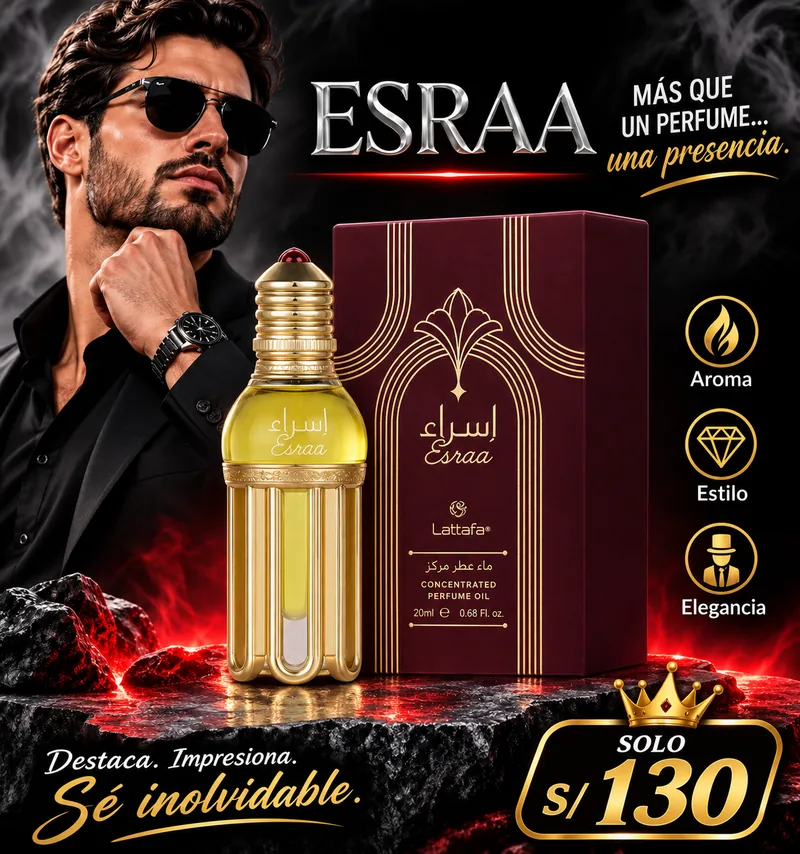 ESRAA
MÁS QUE
UN PERFUME...
una presencia.
إسراء
Esraa
إسراء
Esraa
Lattafa®
ماء عطر مركز
CONCENTRATED
PERFUME OIL
20ml ℮ 0.68 Fl. oz.
Aroma
Estilo
Elegancia
Destaca. Impresiona.
Sé inolvidable.
SOLO
S/ 130